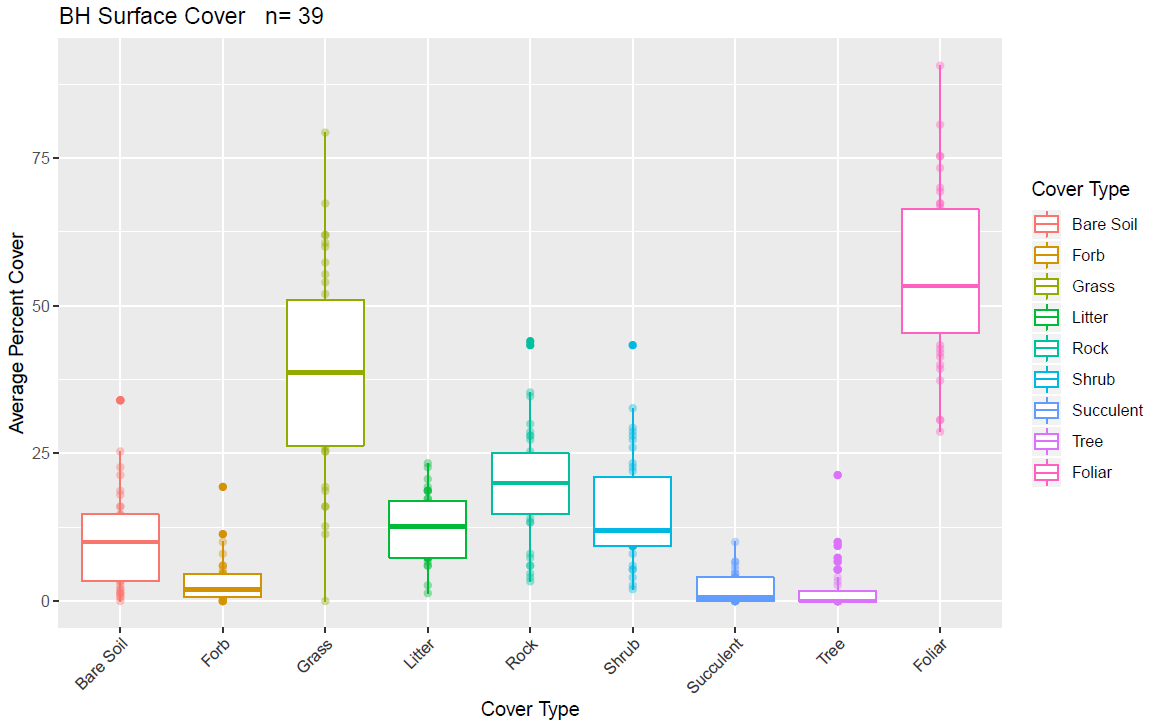 BH Surface Cover   n= 39
Average Percent Cover
75
50
25
0
Bare Soil
Forb
Grass
Litter
Rock
Shrub
Succulent
Tree
Foliar
Cover Type
Cover Type
Bare Soil
Forb
Grass
Litter
Rock
Shrub
Succulent
Tree
Foliar